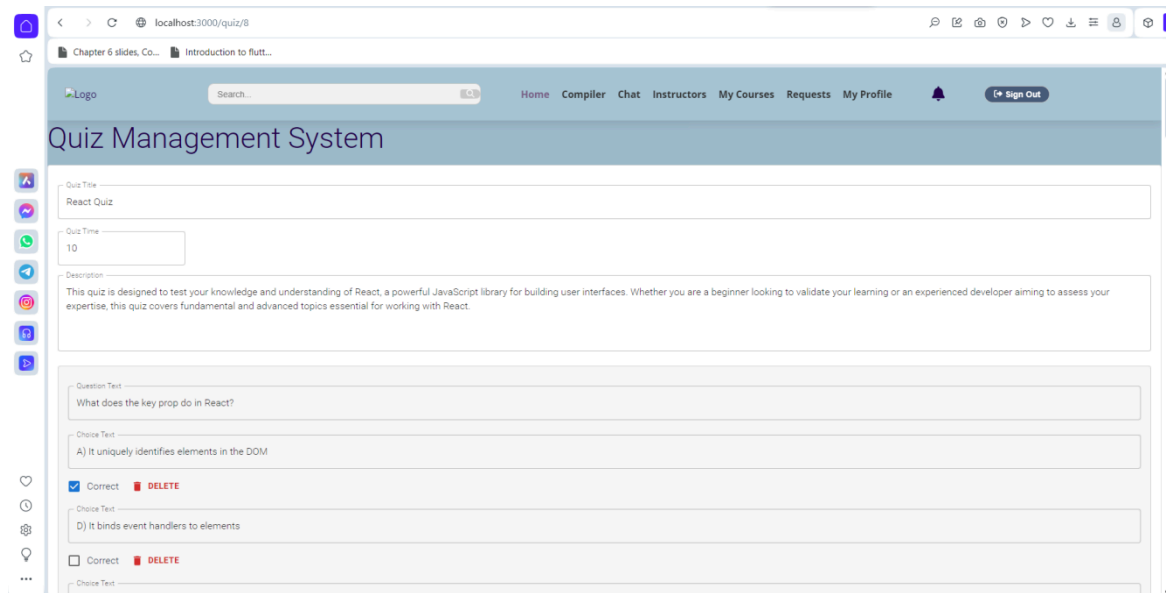 localhost:3000/quiz/8
Chapter 6 slides, Co... Introduction to flutt...
Logo Search... Home Compiler Chat Instructors My Courses Requests My Profile Sign Out
Quiz Management System
Quiz Title
React Quiz
Quiz Time
10
Description
This quiz is designed to test your knowledge and understanding of React, a powerful JavaScript library for building user interfaces. Whether you are a beginner looking to validate your learning or an experienced developer aiming to assess your
expertise, this quiz covers fundamental and advanced topics essential for working with React.
Question Text
What does the key prop do in React?
Choice Text
A) It uniquely identifies elements in the DOM
Correct DELETE
Choice Text
D) It binds event handlers to elements
Correct DELETE
Choice Text